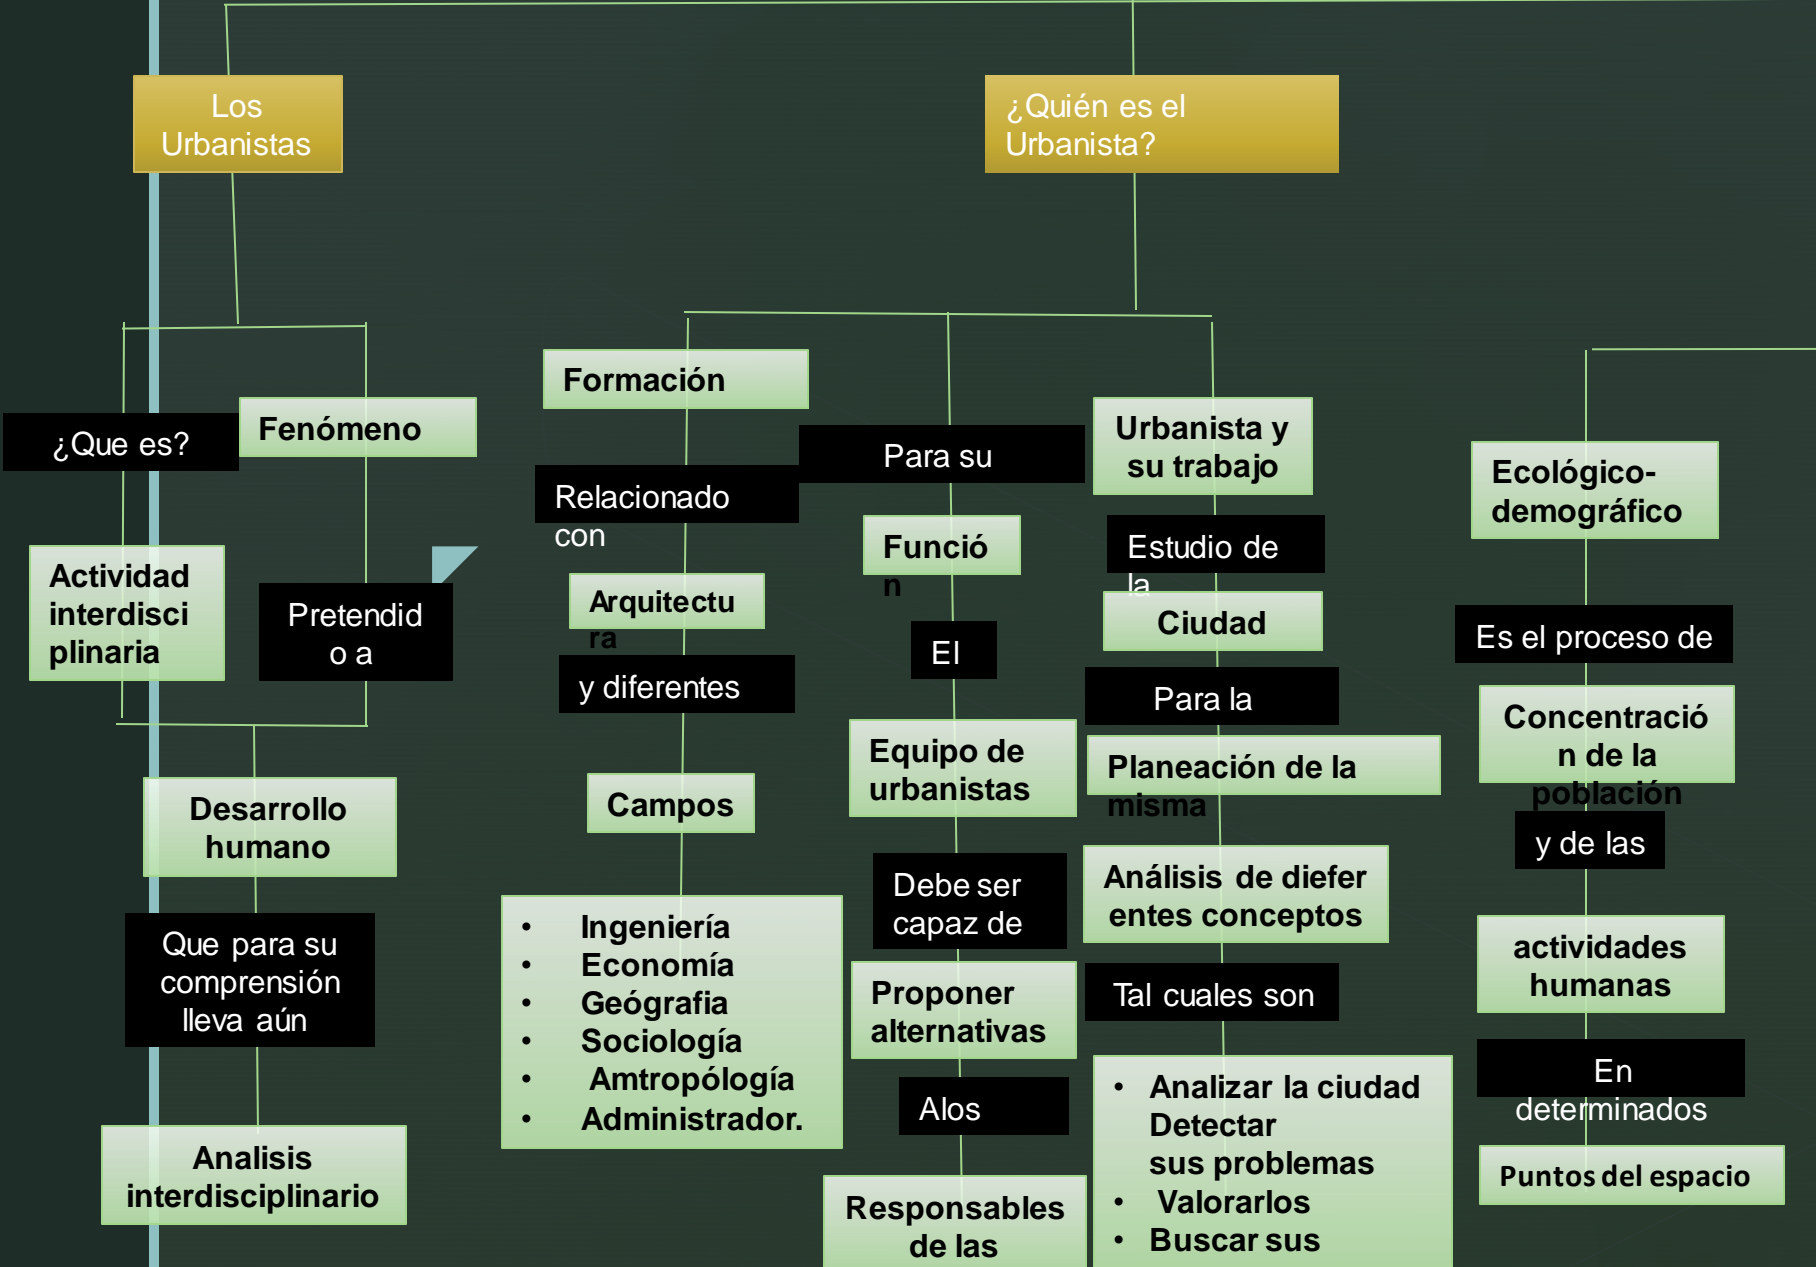 Los
Urbanistas
¿Quién es el
Urbanista?
¿Que es?
Fenómeno
Actividad
interdisci
plinaria
Pretendid
o a
Desarrollo
humano
Que para su
comprensión
lleva aún
Analisis
interdisciplinario
Formación
Relacionado
con
Arquitectu
ra
y diferentes
Campos
• Ingeniería
• Economía
• Geógrafia
• Sociología
• Amtropólogía
• Administrador.
Para su
Funció
n
El
Equipo de
urbanistas
Debe ser
capaz de
Proponer
alternativas
Alos
Responsables
de las
Urbanista y
su trabajo
Estudio de
la
Ciudad
Para la
Planeación de la
misma
Análisis de diefer
entes conceptos
Tal cuales son
• Analizar la ciudad
Detectar
sus problemas
• Valorarlos
• Buscar sus
Ecológico-
demográfico
Es el proceso de
Concentració
n de la
población
y de las
actividades
humanas
En
determinados
Puntos del espacio